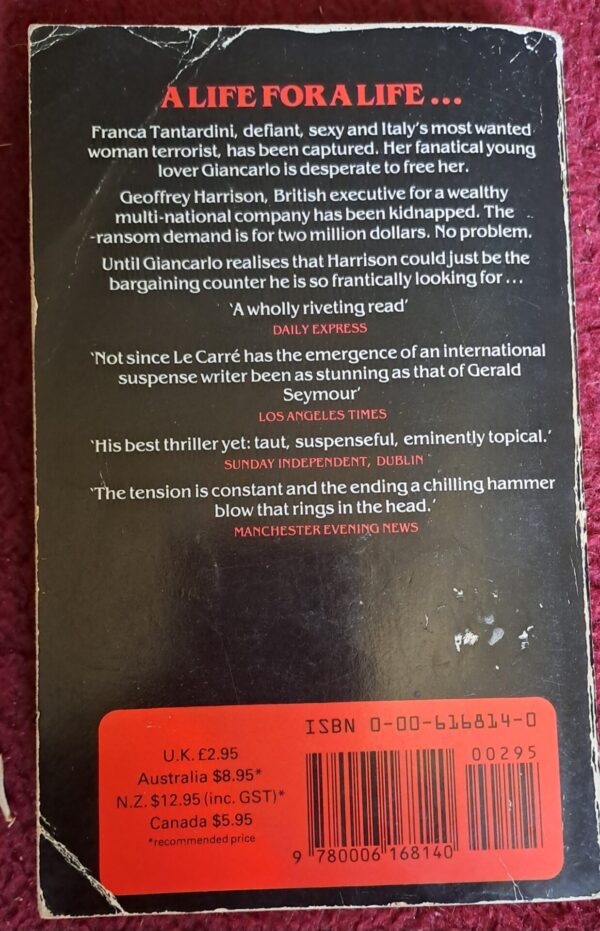 A LIFE FOR A LIFE ...
Franca Tantardini, defiant, sexy and Italy's most wanted
woman terrorist, has been captured. Her fanatical young
lover Giancarlo is desperate to free her.
Geoffrey Harrison, British executive for a wealthy
multi-national company has been kidnapped. The
ransom demand is for two million dollars. No problem.
Until Giancarlo realises that Harrison could just be the
bargaining counter he is so frantically looking for ...
'A wholly riveting read'
DAILY EXPRESS
'Not since Le Carré has the emergence of an international
suspense writer been as stunning as that of Gerald
Seymour'
LOS ANGELES TIMES
'His best thriller yet: taut, suspenseful, eminently topical.'
SUNDAY INDEPENDENT, DUBLIN
'The tension is constant and the ending a chilling hammer
blow that rings in the head.'
MANCHESTER EVENING NEWS
U.K. £2.95
Australia $8.95*
N.Z. $12.95 (inc. GST)*
Canada $5.95
*recommended price
ISBN 0-00-616814-0
00295
9 780006 168140